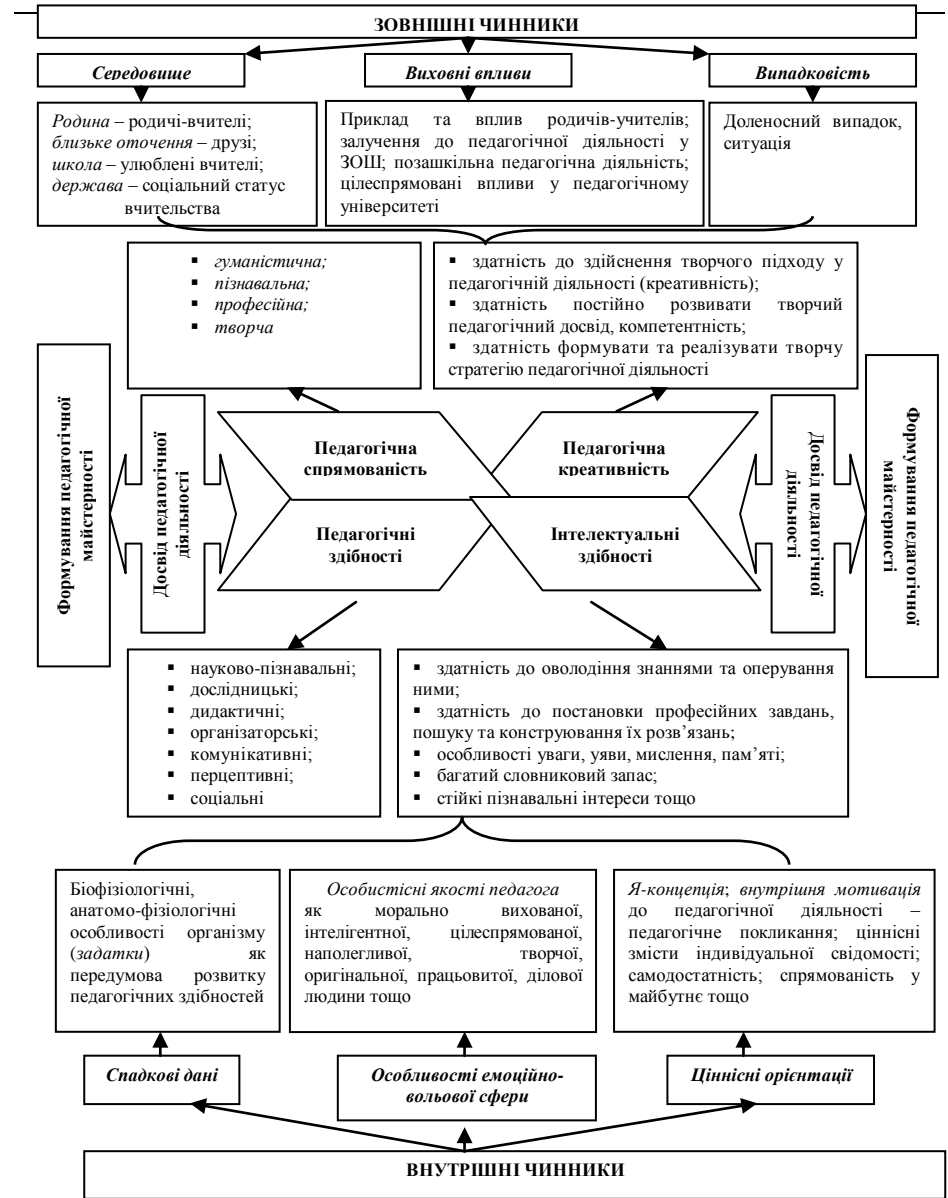 ЗОВНІШНІ ЧИННИКИ
Середовище
Виховні впливи
Випадковість
Родина – родичі-вчителі;
близьке оточення – друзі;
школа – улюблені вчителі;
держава – соціальний статус
вчительства
Приклад та вплив родичів-учителів;
залучення до педагогічної діяльності у
ЗОШ; позашкільна педагогічна діяльність;
цілеспрямовані впливи у педагогічному
університеті
Доленосний випадок,
ситуація
▪ гуманістична;
▪ пізнавальна;
▪ професійна;
▪ творча
▪ здатність до здійснення творчого підходу у
педагогічній діяльності (креативність);
▪ здатність постійно розвивати творчий
педагогічний досвід, компетентність;
▪ здатність формувати та реалізувати творчу
стратегію педагогічної діяльності
Формування педагогічної
майстерності
Досвід педагогічної
діяльності
Педагогічна
спрямованість
Педагогічна
креативність
Педагогічні
здібності
Інтелектуальні
здібності
Досвід педагогічної
діяльності
Формування педагогічної
майстерності
▪ науково-пізнавальні;
▪ дослідницькі;
▪ дидактичні;
▪ організаторські;
▪ комунікативні;
▪ перцептивні;
▪ соціальні
▪ здатність до оволодіння знаннями та оперування
ними;
▪ здатність до постановки професійних завдань,
пошуку та конструювання їх розв’язань;
▪ особливості уваги, уяви, мислення, пам’яті;
▪ багатий словниковий запас;
▪ стійкі пізнавальні інтереси тощо
Біофізіологічні,
анатомо-фізіологічні
особливості організму
(задатки) як
передумова розвитку
педагогічних здібностей
Особистісні якості педагога
як морально вихованої,
інтелігентної, цілеспрямованої,
наполегливої, творчої,
оригінальної, працьовитої, ділової
людини тощо
Я-концепція; внутрішня мотивація
до педагогічної діяльності –
педагогічне покликання; ціннісні
змісти індивідуальної свідомості;
самодостатність; спрямованість у
майбутнє тощо
Спадкові дані
Особливості емоційно-
вольової сфери
Ціннісні орієнтації
ВНУТРІШНІ ЧИННИКИ